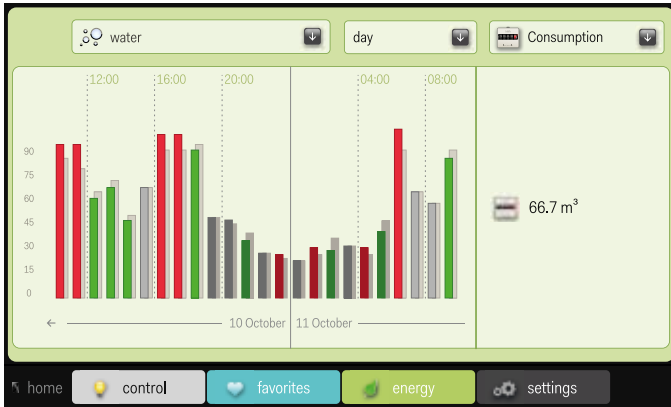 water
day
Consumption
12:00
16:00
20:00
04:00
08:00
90
75
60
45
30
15
0
66.7 m³
10 October
11 October
home
control
favorites
energy
settings